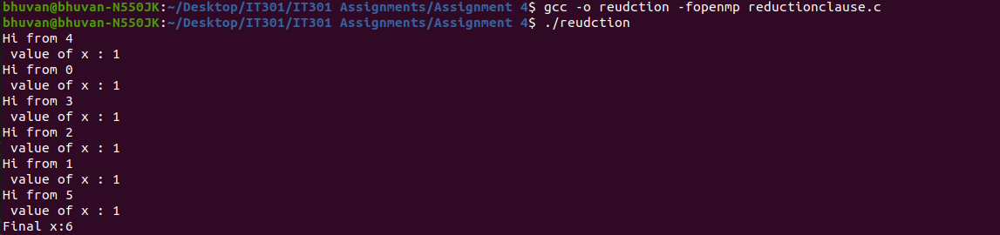 bhuvan@bhuvan-N550JK:~/Desktop/IT301/IT301 Assignments/Assignment 4$ gcc -o reudction -fopenmp reductionclause.c
bhuvan@bhuvan-N550JK:~/Desktop/IT301/IT301 Assignments/Assignment 4$ ./reudction
Hi from 4
 value of x : 1
Hi from 0
 value of x : 1
Hi from 3
 value of x : 1
Hi from 2
 value of x : 1
Hi from 1
 value of x : 1
Hi from 5
 value of x : 1
Final x:6